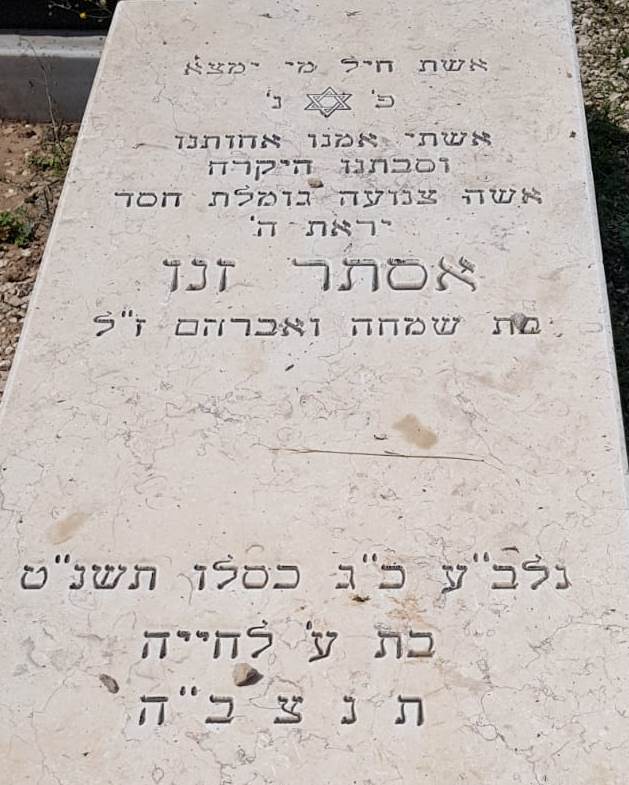 אשת חיל מי ימצא
פ' נ'
אשתי אמנו אחותנו
וסבתנו היקרה
אשה צנועה גומלת חסד
יראת ה'
אסתר זנו
בת שמחה ואברהם ז"ל
נלב"ע כ"ג כסלו תשנ"ט
בת ע' לחייה
ת נ צ ב"ה